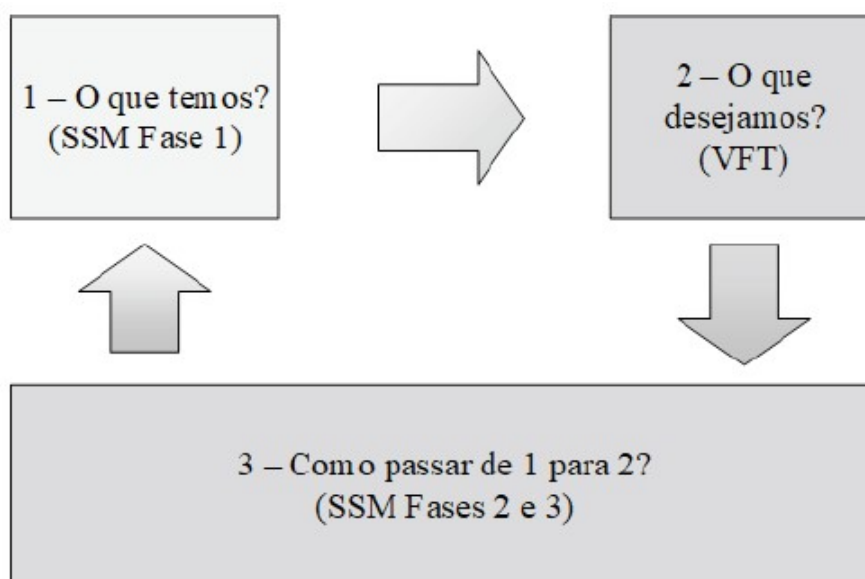 1 – O que temos?
(SSM Fase 1)
2 – O que
desejamos?
(VFT)
3 – Como passar de 1 para 2?
(SSM Fases 2 e 3)